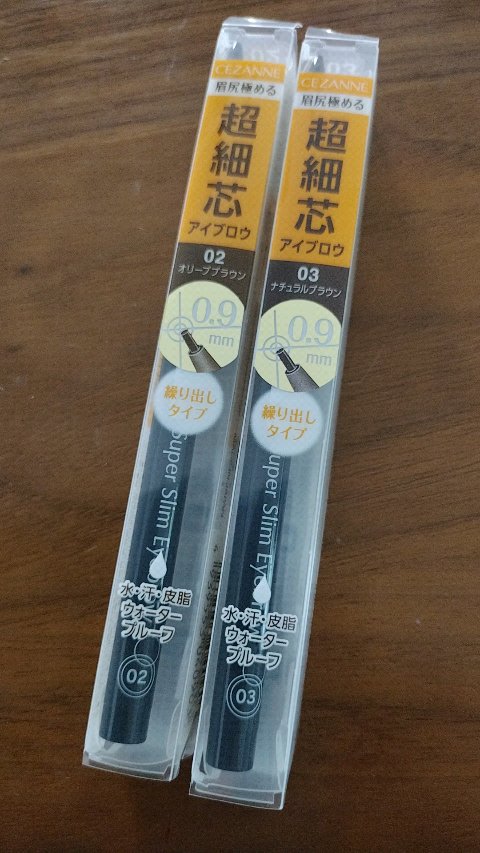 CEZANNE
眉尻極める
超細芯
アイブロウ
02
オリーブブラウン
0.9
mm
繰り出し
タイプ
Super Slim Eye
水・汗・皮脂
ウォーター
プルーフ
02
CEZANNE
眉尻極める
超細芯
アイブロウ
03
ナチュラルブラウン
0.9
mm
繰り出し
タイプ
Super Slim Eye
水・汗・皮脂
ウォーター
プルーフ
03